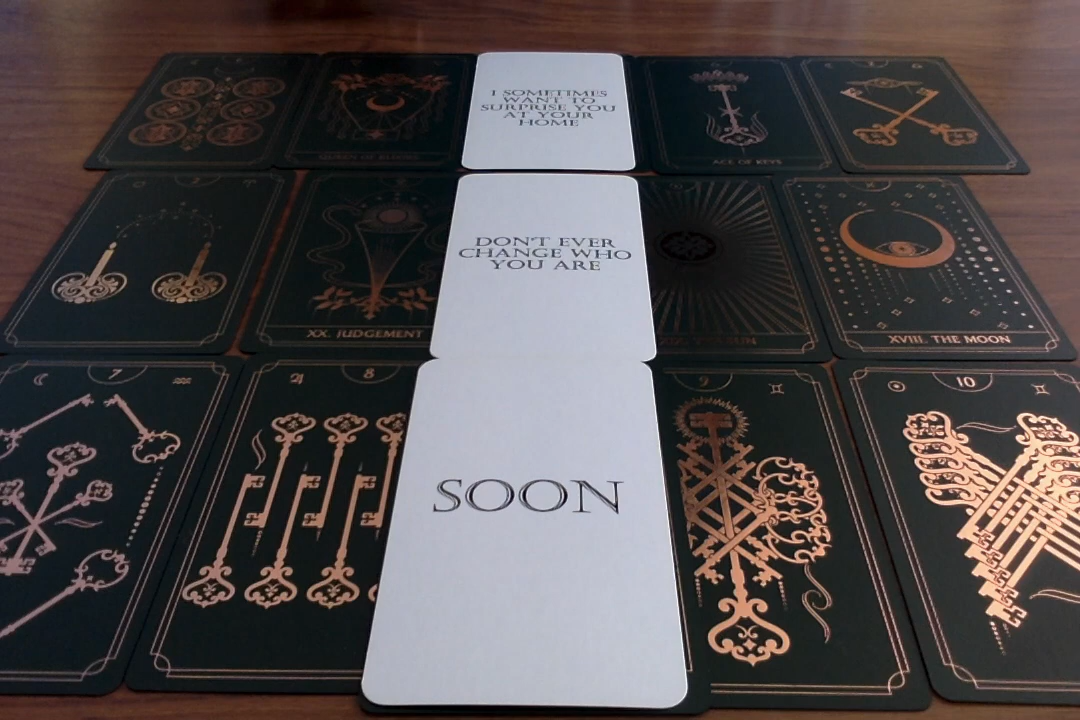 I SOMETIMES
WANT TO
SURPRISE YOU
AT YOUR
HOME
ACE OF KEYS
DON'T EVER
CHANGE WHO
YOU ARE
XX. JUDGEMENT
XVIII. THE MOON
7
8
SOON
9
10